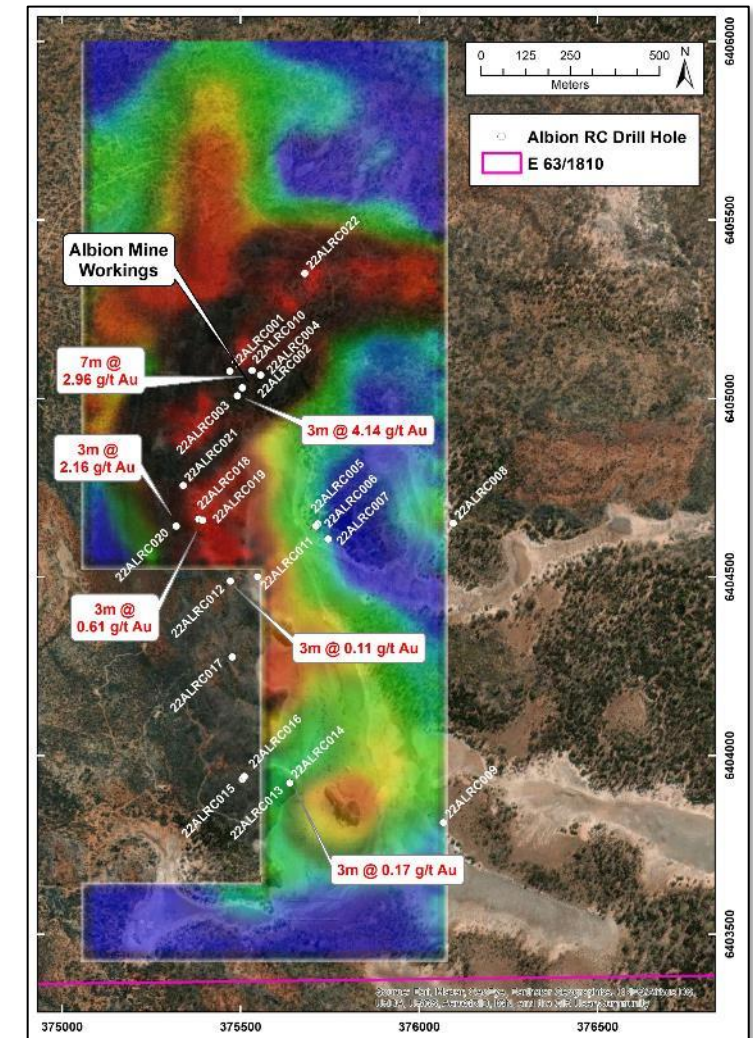 0 125 250 500
Meters
N
Albion RC Drill Hole
E 63/1810
6406000
6405500
6405000
6404500
6404000
6403500
375000 375500 376000 376500
Albion Mine
Workings
22ALRC022
22ALRC001
22ALRC010
22ALRC004
22ALRC002
7m @
2.96 g/t Au
22ALRC003
3m @ 4.14 g/t Au
22ALRC021
3m @
2.16 g/t Au
22ALRC018
22ALRC019
22ALRC005
22ALRC006
22ALRC007
22ALRC008
22ALRC020
22ALRC011
22ALRC012
3m @
0.61 g/t Au
3m @ 0.11 g/t Au
22ALRC017
22ALRC016
22ALRC014
22ALRC015
22ALRC013
22ALRC009
3m @ 0.17 g/t Au